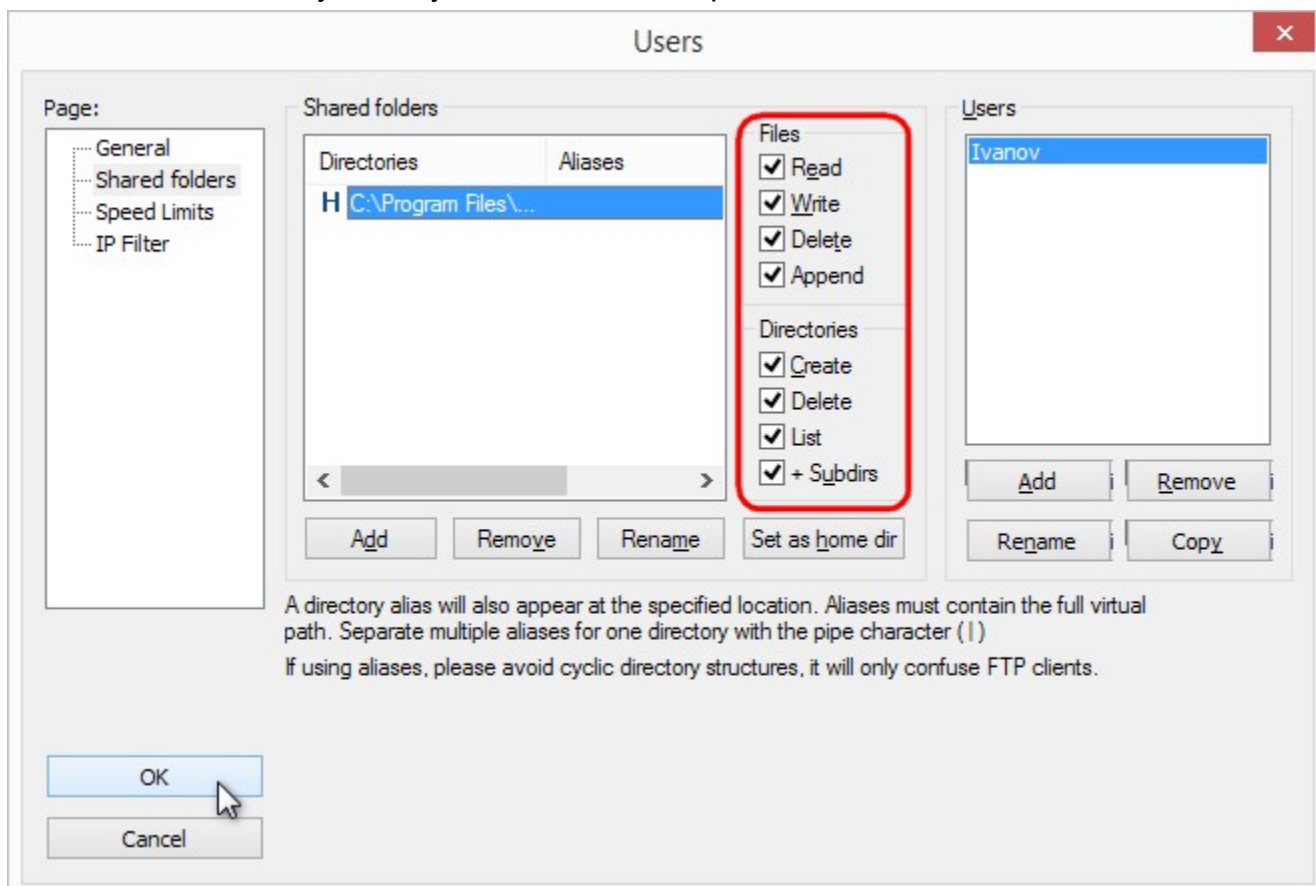 Users
Page:
General
Shared folders
Speed Limits
IP Filter
Shared folders
Directories Aliases
H C:\Program Files\...
Files
Read
Write
Delete
Append
Directories
Create
Delete
List
+ Subdirs
Add Remove Rename Set as home dir
Users
Ivanov
Add Remove
Rename Copy
A directory alias will also appear at the specified location. Aliases must contain the full virtual
path. Separate multiple aliases for one directory with the pipe character (|)
If using aliases, please avoid cyclic directory structures, it will only confuse FTP clients.
OK
Cancel